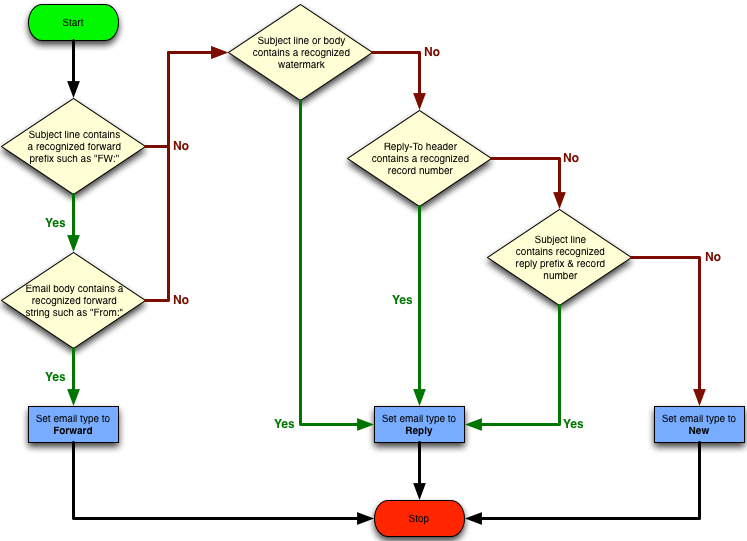 Start
Subject line contains
a recognized forward
prefix such as "FW:"
No
Yes
Email body contains a
recognized forward
string such as "From:"
No
Yes
Set email type to
Forward
Subject line or body
contains a recognized
watermark
No
Yes
Reply-To header
contains a recognized
record number
No
Yes
Subject line
contains recognized
reply prefix & record
number
No
Yes
Set email type to
Reply
Set email type to
New
Stop